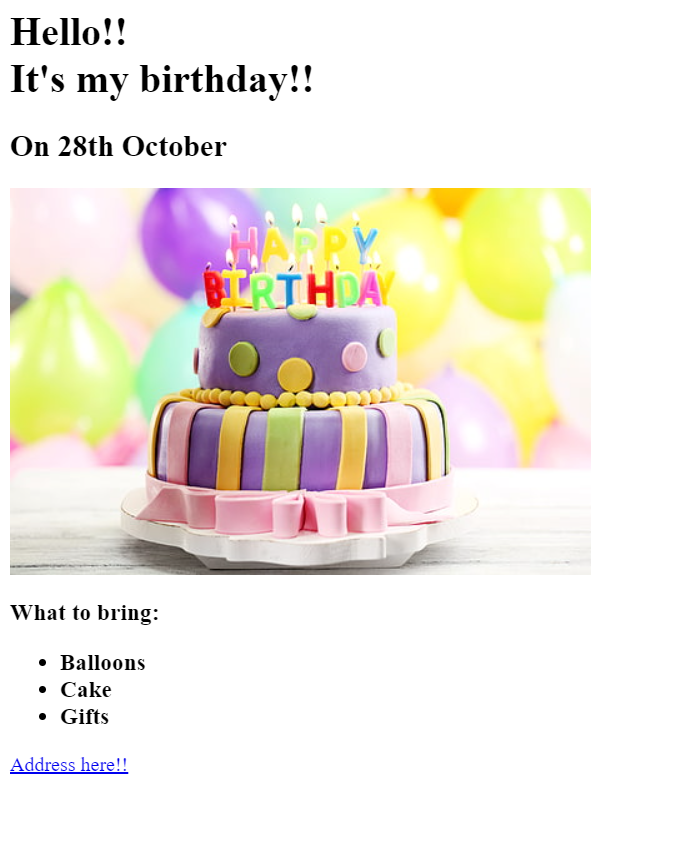 Hello!!
It's my birthday!!
On 28th October
HAPPY
BIRTHDAY
What to bring:
Balloons
Cake
Gifts
Address here!!